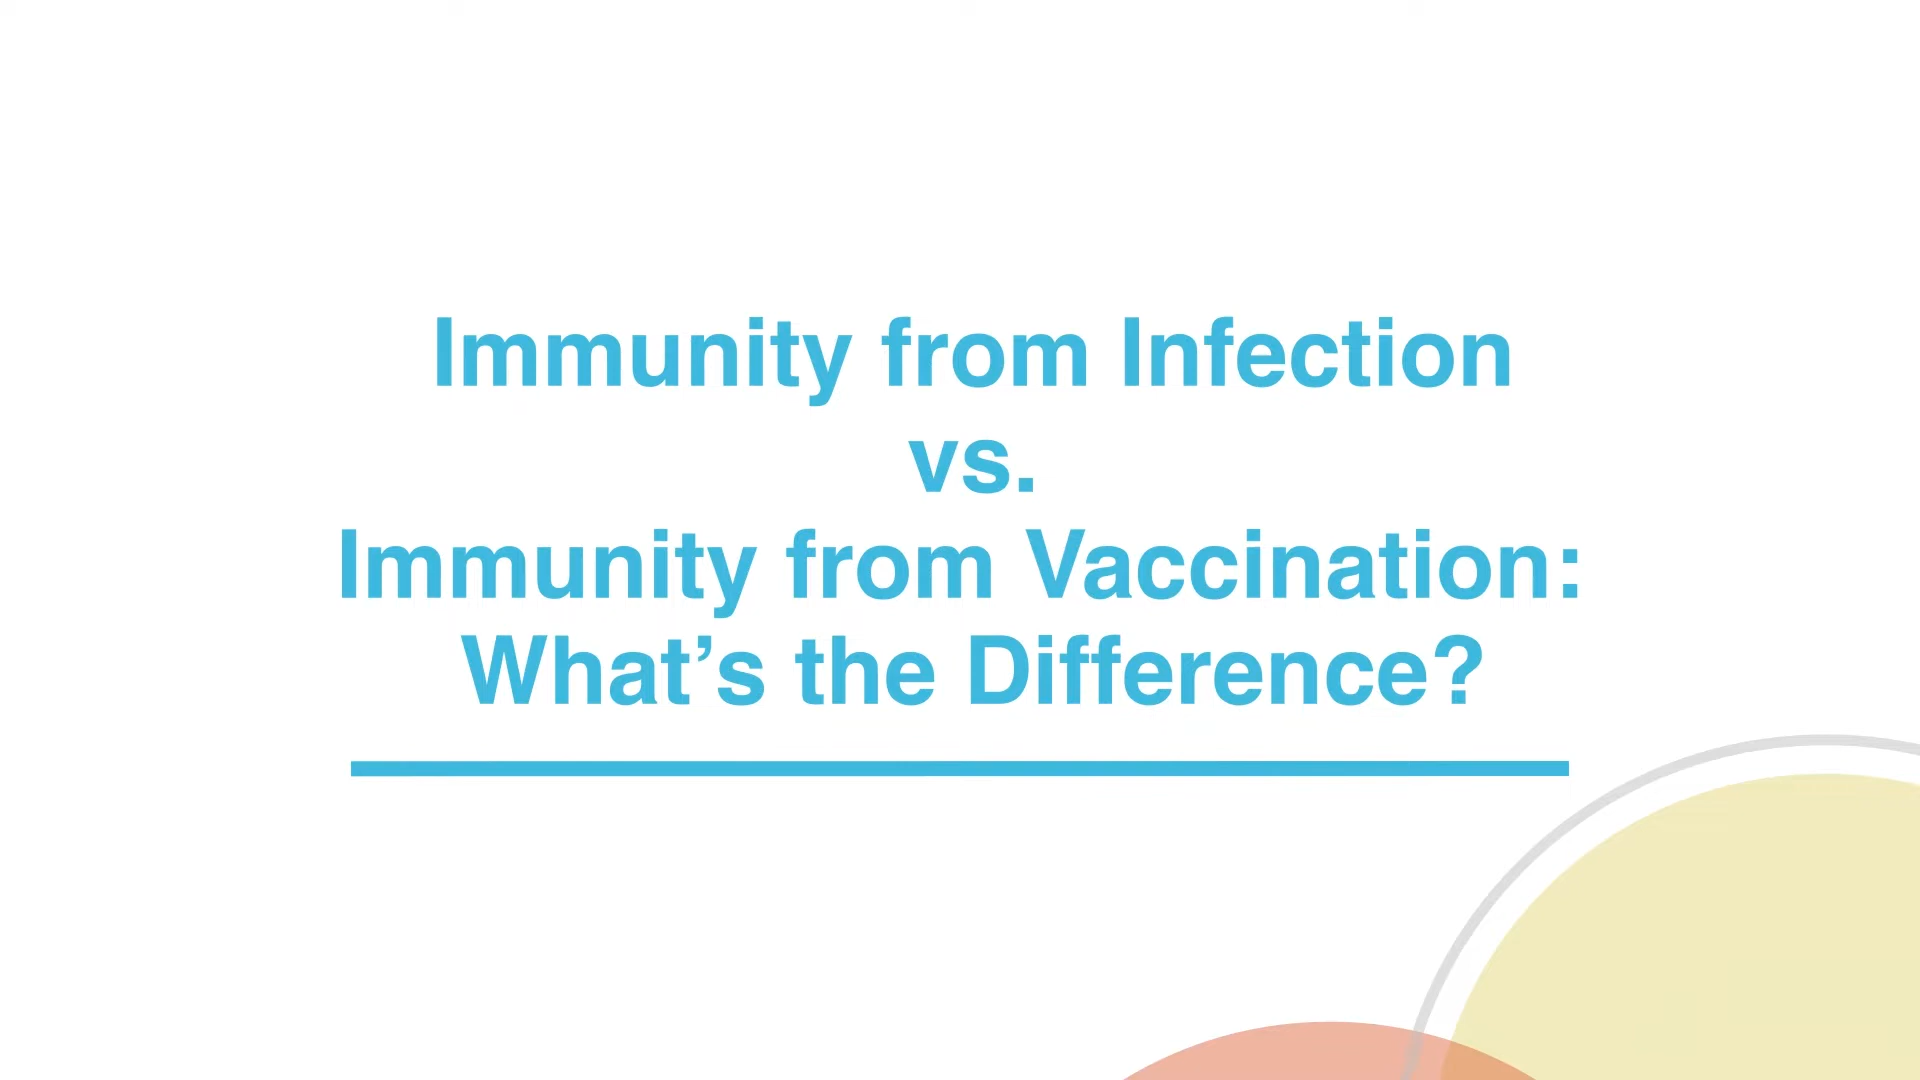 Immunity from Infection
vs.
Immunity from Vaccination:
What’s the Difference?